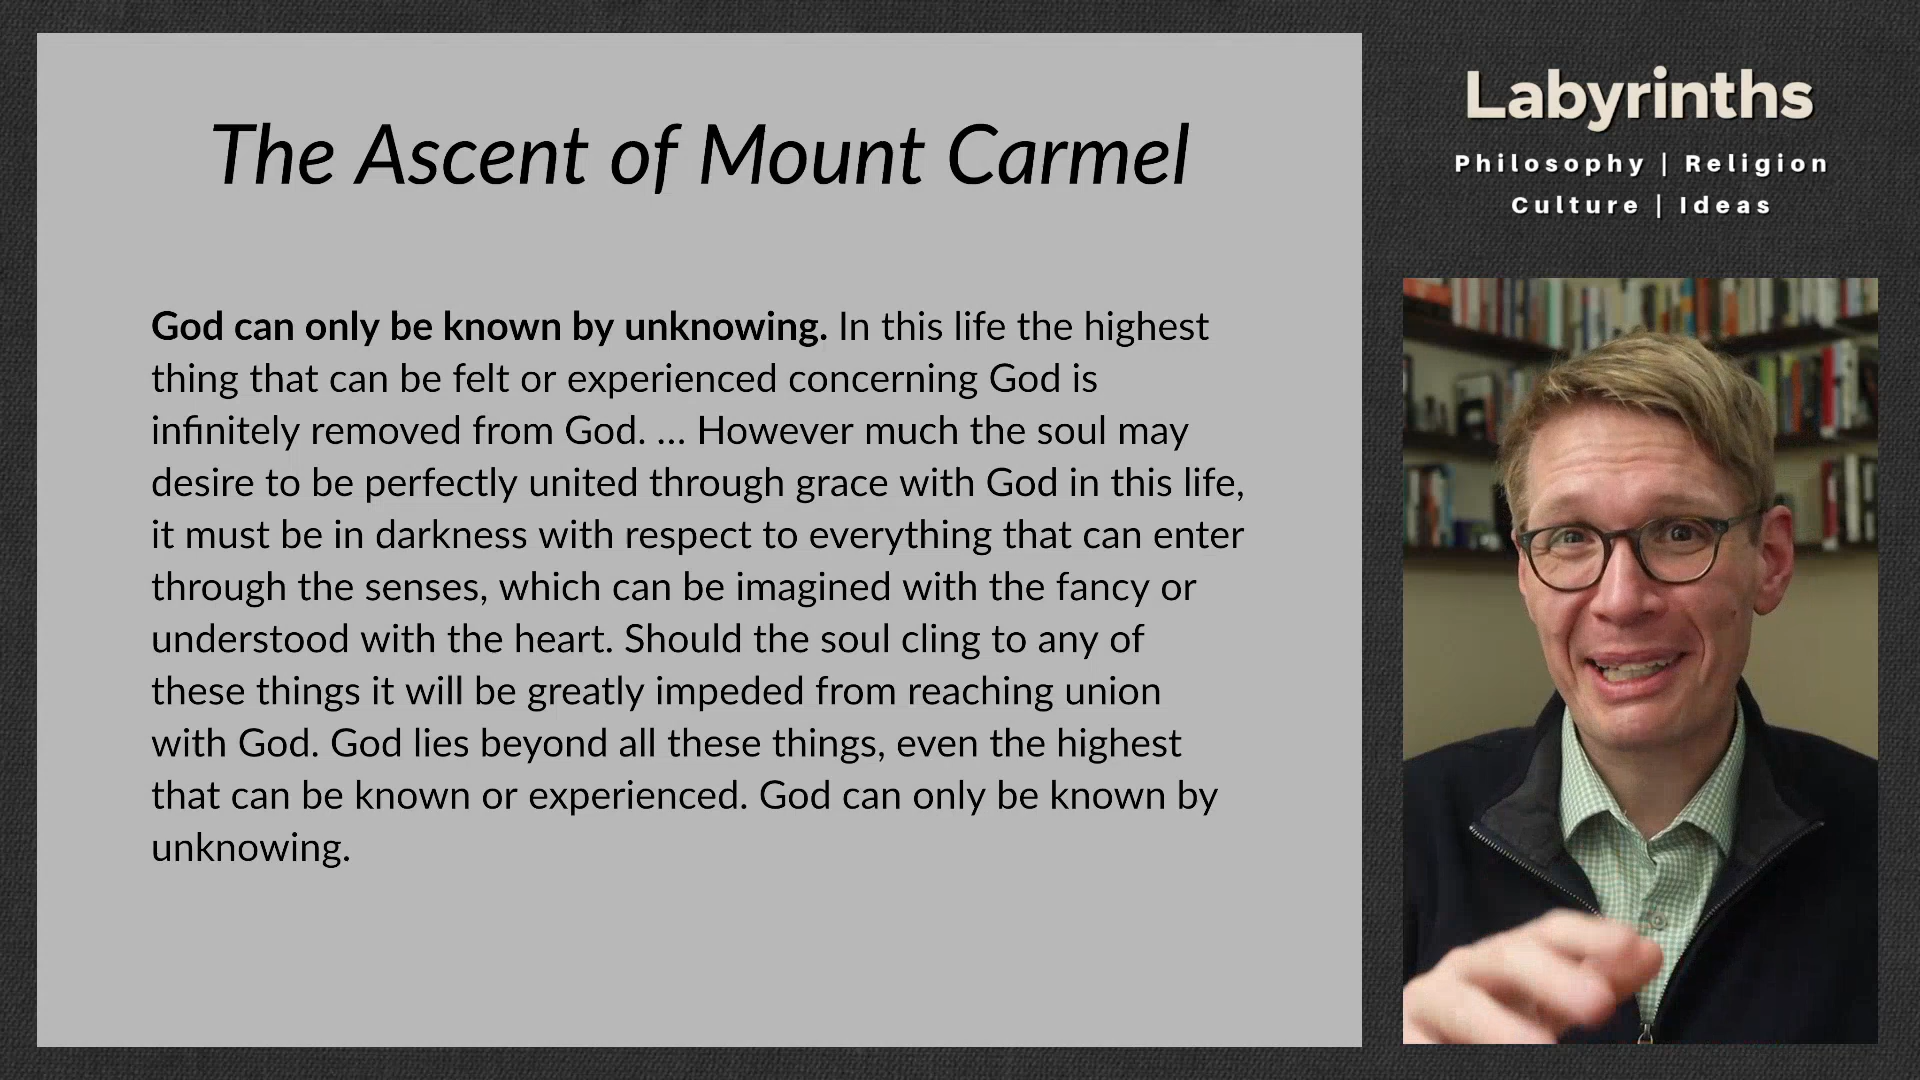 The Ascent of Mount Carmel
God can only be known by unknowing. In this life the highest
thing that can be felt or experienced concerning God is
infinitely removed from God. ... However much the soul may
desire to be perfectly united through grace with God in this life,
it must be in darkness with respect to everything that can enter
through the senses, which can be imagined with the fancy or
understood with the heart. Should the soul cling to any of
these things it will be greatly impeded from reaching union
with God. God lies beyond all these things, even the highest
that can be known or experienced. God can only be known by
unknowing.
Labyrinths
Philosophy | Religion
Culture | Ideas